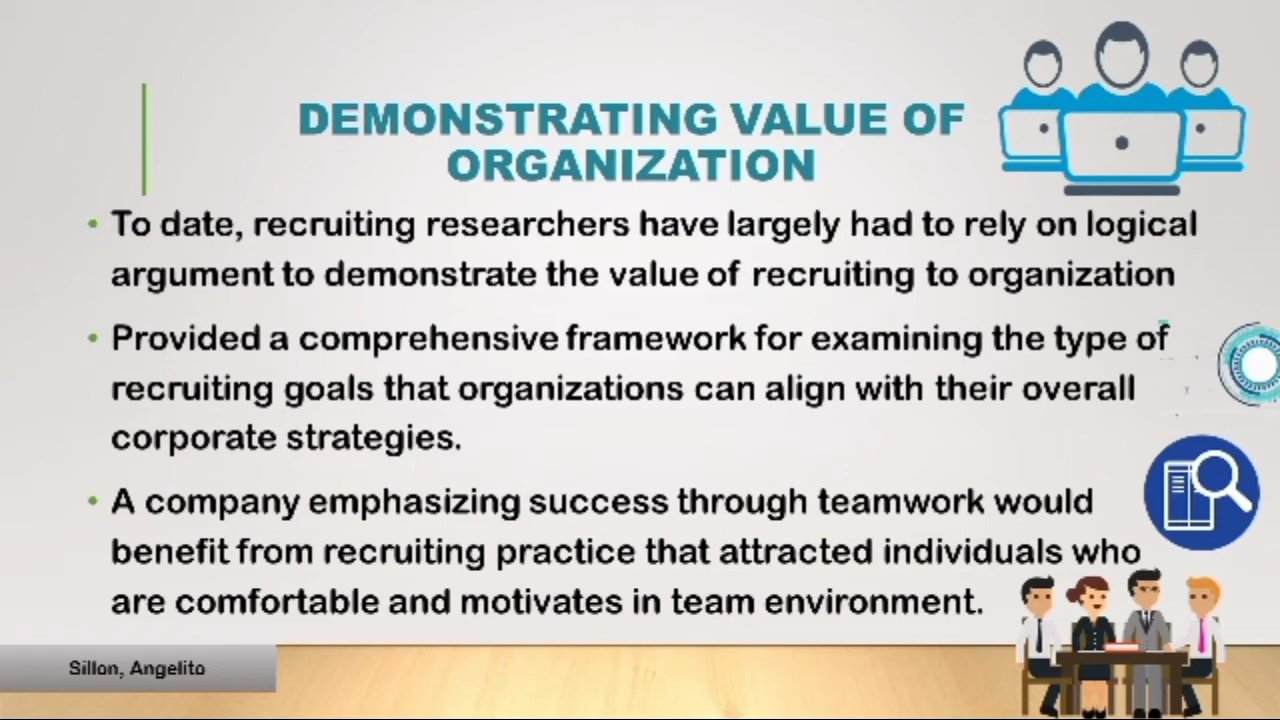 DEMONSTRATING VALUE OF
ORGANIZATION
• To date, recruiting researchers have largely had to rely on logical
argument to demonstrate the value of recruiting to organization
• Provided a comprehensive framework for examining the type of
recruiting goals that organizations can align with their overall
corporate strategies.
• A company emphasizing success through teamwork would
benefit from recruiting practice that attracted individuals who
are comfortable and motivates in team environment.
Sillon, Angelito